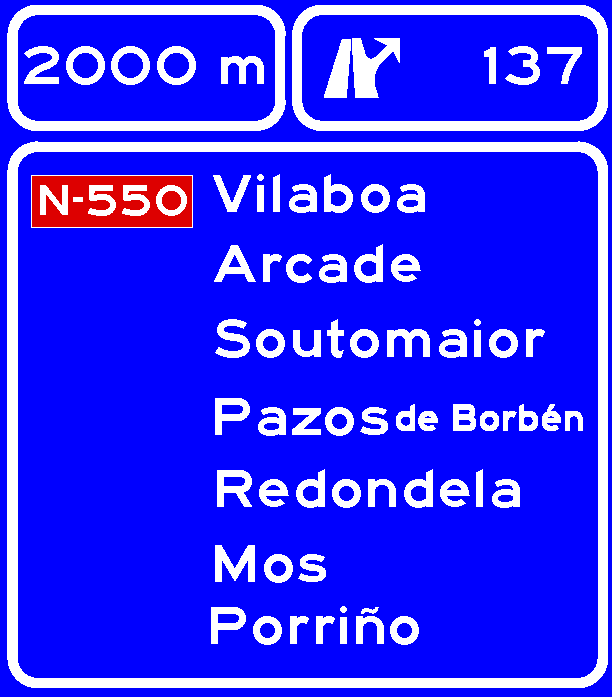 2000 m
137
N-550 Vilaboa
Arcade
Soutomaior
Pazos de Borbén
Redondela
Mos
Porriño